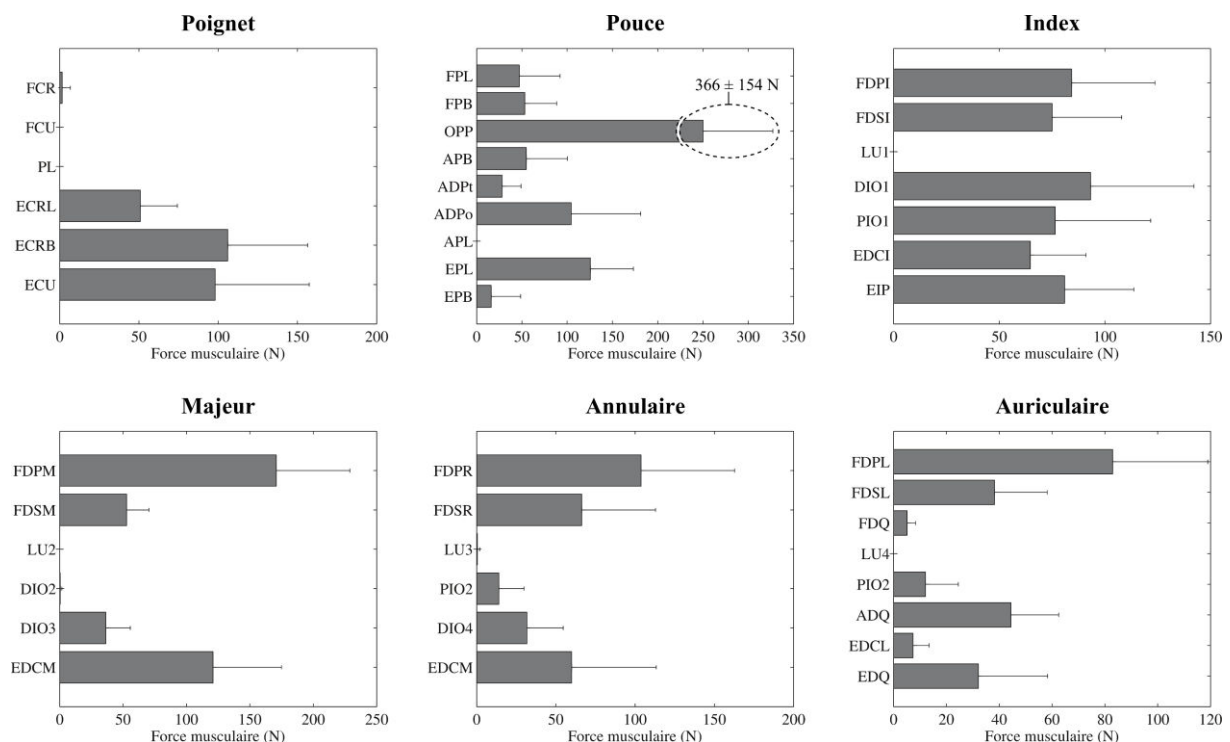 Poignet
FCR
FCU
PL
ECRL
ECRB
ECU
0 50 100 150 200
Force musculaire (N)
Pouce
366 ± 154 N
FPL
FPB
OPP
APB
ADPt
ADPo
APL
EPL
EPB
0 50 100 150 200 250 300 350
Force musculaire (N)
Index
FDPI
FDSI
LU1
DIO1
PIO1
EDCI
EIP
0 50 100 150
Force musculaire (N)
Majeur
FDPM
FDSM
LU2
DIO2
DIO3
EDCM
0 50 100 150 200 250
Force musculaire (N)
Annulaire
FDPR
FDSR
LU3
PIO2
DIO4
EDCM
0 50 100 150 200
Force musculaire (N)
Auriculaire
FDPL
FDSL
FDQ
LU4
PIO2
ADQ
EDCL
EDQ
0 20 40 60 80 100 120
Force musculaire (N)